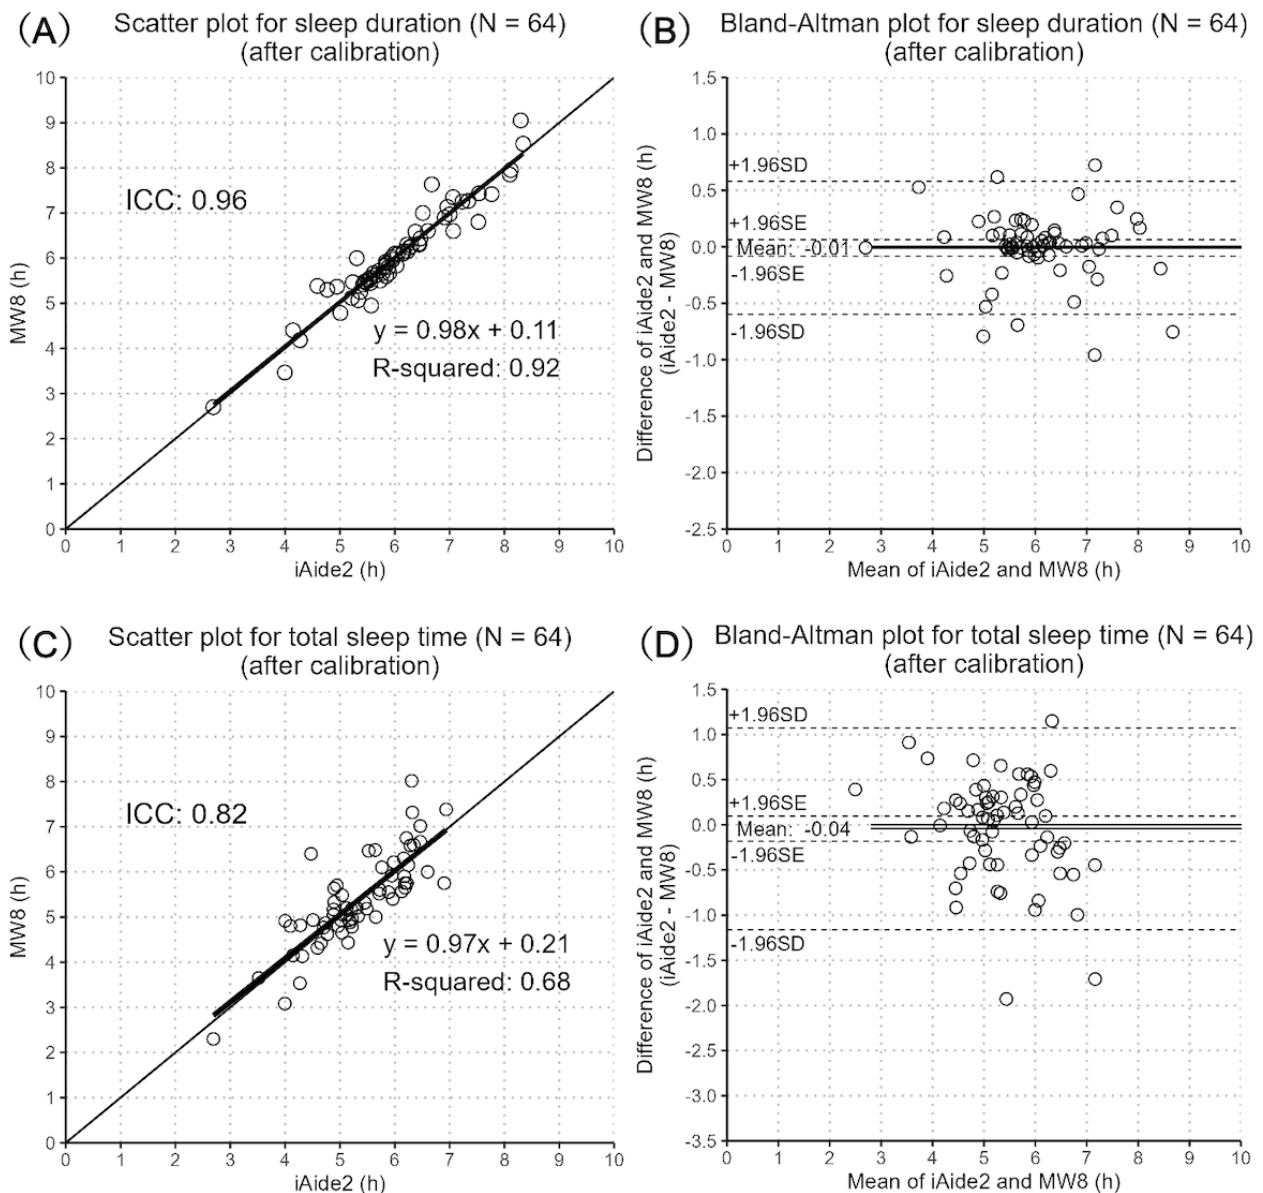 (A) Scatter plot for sleep duration (N = 64)
(after calibration)
10
9
8
7
6
5
4
3
2
1
0
MW8 (h)
ICC: 0.96
y = 0.98x + 0.11
R-squared: 0.92
0 1 2 3 4 5 6 7 8 9 10
iAide2 (h)
(B) Bland-Altman plot for sleep duration (N = 64)
(after calibration)
1.5
1.0
0.5
0.0
-0.5
-1.0
-1.5
-2.0
-2.5
Difference of iAide2 and MW8 (h)
(iAide2 - MW8)
+1.96SD
+1.96SE
Mean: -0.01
-1.96SE
-1.96SD
0 1 2 3 4 5 6 7 8 9 10
Mean of iAide2 and MW8 (h)
(C) Scatter plot for total sleep time (N = 64)
(after calibration)
10
9
8
7
6
5
4
3
2
1
0
MW8 (h)
ICC: 0.82
y = 0.97x + 0.21
R-squared: 0.68
0 1 2 3 4 5 6 7 8 9 10
iAide2 (h)
(D) Bland-Altman plot for total sleep time (N = 64)
(after calibration)
1.5
1.0
0.5
0.0
-0.5
-1.0
-1.5
-2.0
-2.5
-3.0
-3.5
Difference of iAide2 and MW8 (h)
(iAide2 - MW8)
+1.96SD
+1.96SE
Mean: -0.04
-1.96SE
-1.96SD
0 1 2 3 4 5 6 7 8 9 10
Mean of iAide2 and MW8 (h)